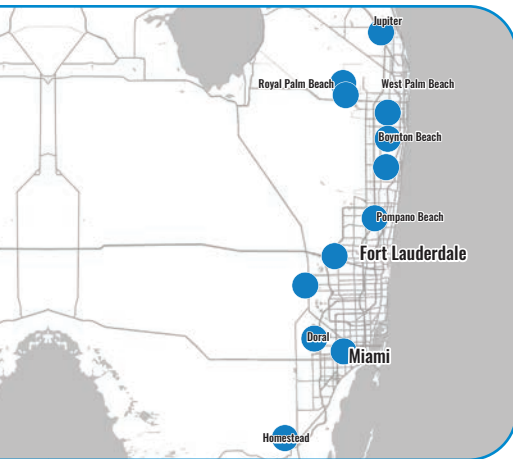 Jupiter
Royal Palm Beach
West Palm Beach
Boynton Beach
Pompano Beach
Fort Lauderdale
Doral
Miami
Homestead